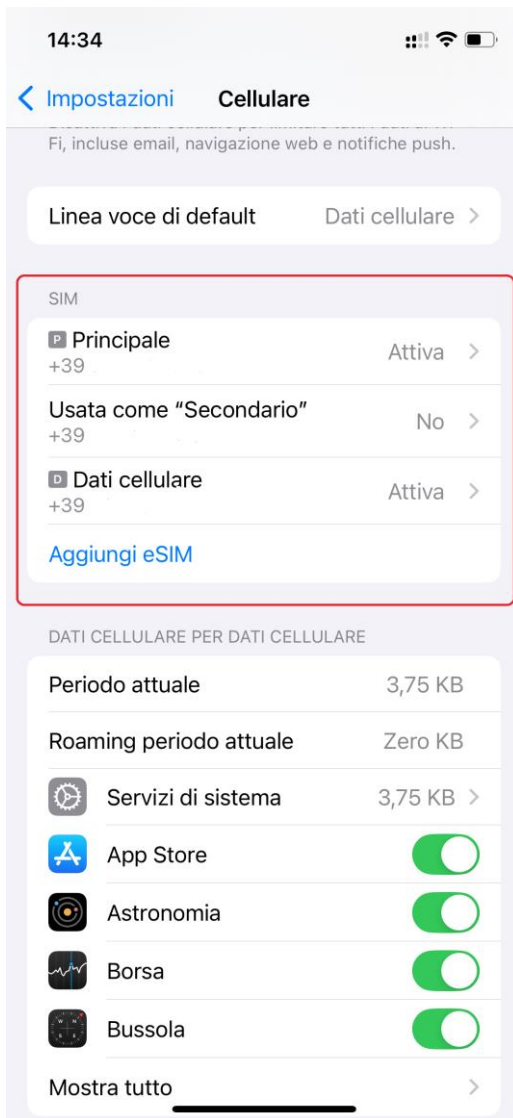 14:34
Impostazioni Cellulare
Fi, incluse email, navigazione web e notifiche push.
Linea voce di default Dati cellulare
SIM
P Principale Attiva
+39
Usata come “Secondario” No
+39
D Dati cellulare Attiva
+39
Aggiungi eSIM
DATI CELLULARE PER DATI CELLULARE
Periodo attuale 3,75 KB
Roaming periodo attuale Zero KB
Servizi di sistema 3,75 KB
App Store
Astronomia
Borsa
Bussola
Mostra tutto